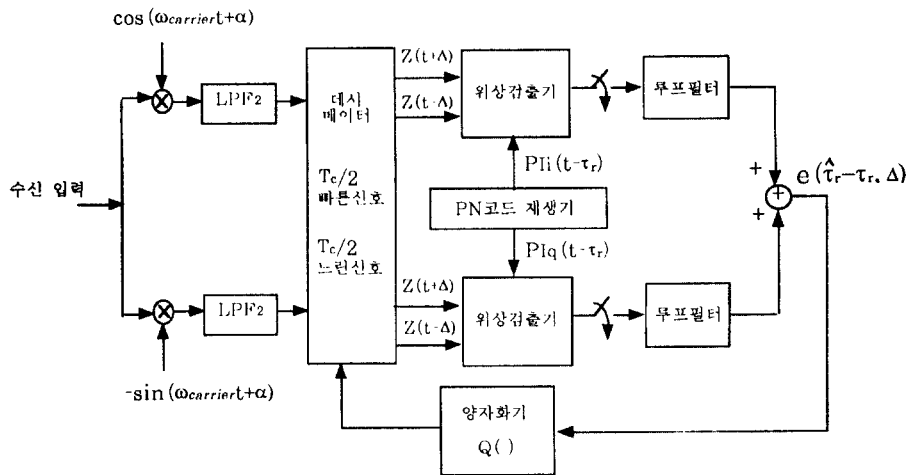 cos(ωcarriert+α)
LPF2
데시
메이터
Tc/2
빠른신호
Tc/2
느린신호
Z(t+Δ)
Z(t-Δ)
위상검출기
루프필터
수신 입력
PIi(t-τr)
PN코드 재생기
PIq(t-τr)
+
+
+
e(τ̂r-τr, Δ)
LPF2
Z(t+Δ)
Z(t-Δ)
위상검출기
루프필터
-sin(ωcarriert+α)
양자화기
Q( )